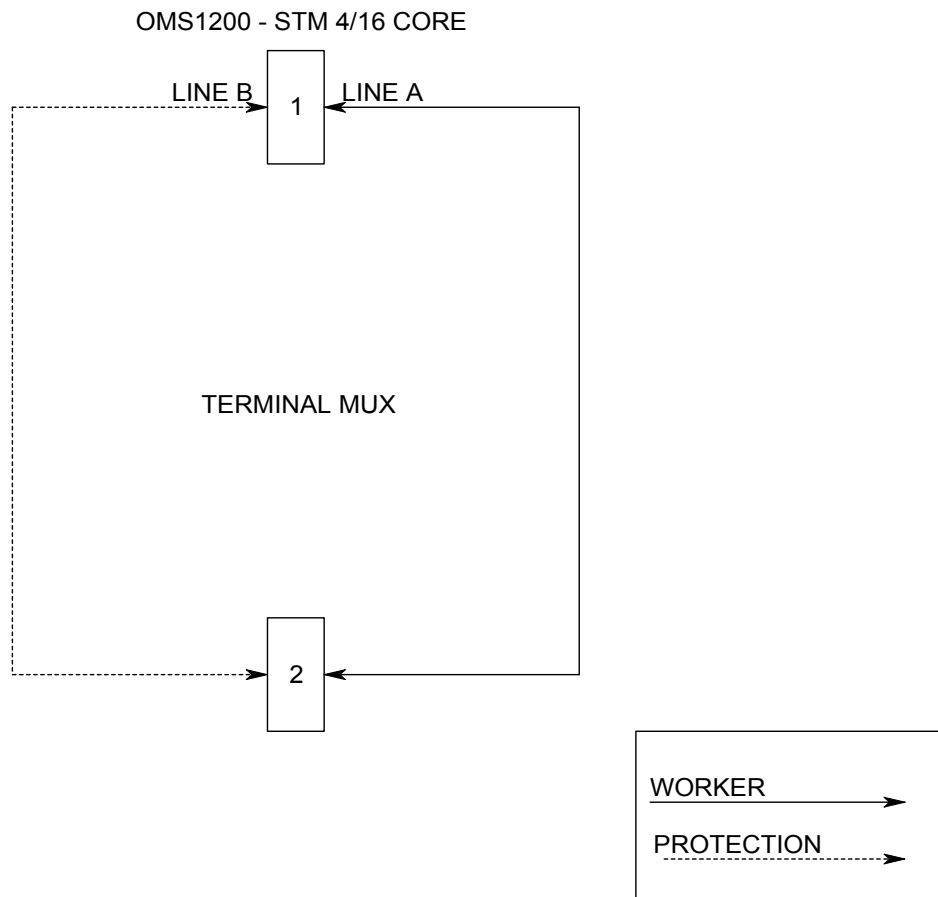 OMS1200 - STM 4/16 CORE
LINE B 1 LINE A
TERMINAL MUX
2
WORKER
PROTECTION